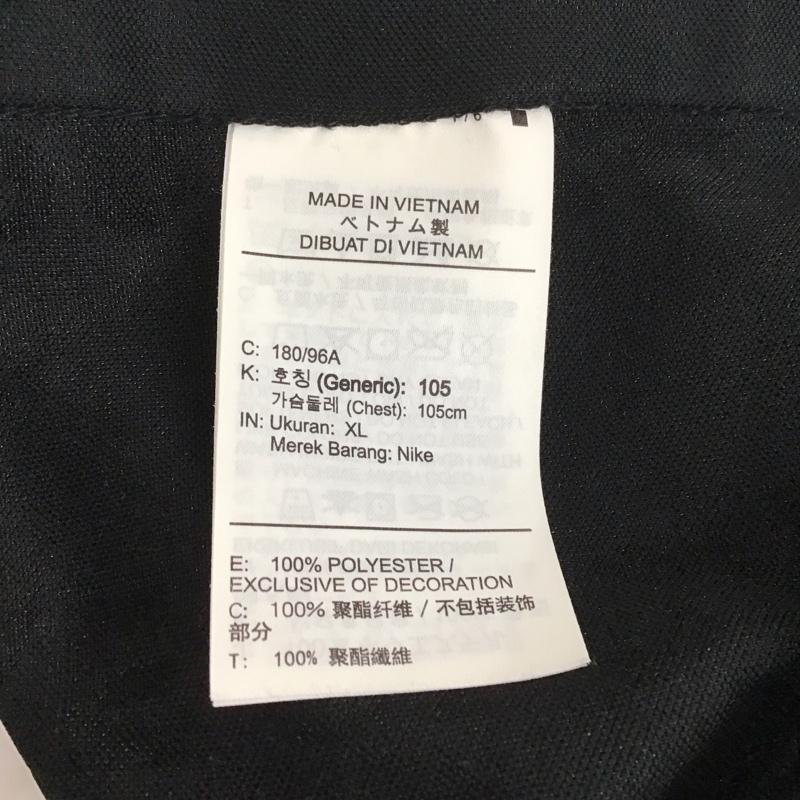 MADE IN VIETNAM
ベトナム製
DIBUAT DI VIETNAM
C: 180/96A
K: 호칭 (Generic): 105
가슴둘레 (Chest): 105cm
IN: Ukuran: XL
Merek Barang: Nike
E: 100% POLYESTER /
EXCLUSIVE OF DECORATION
C: 100% 聚酯纤维 / 不包括装饰
部分
T: 100% 聚酯纖維